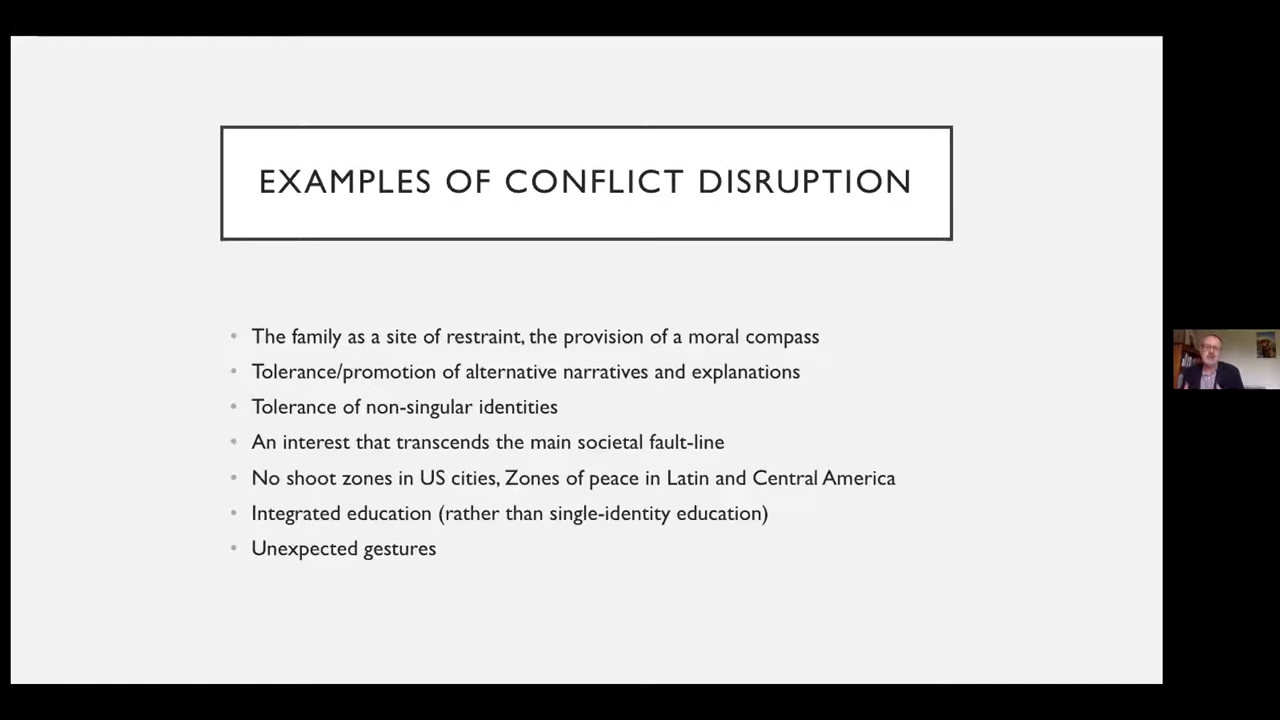 EXAMPLES OF CONFLICT DISRUPTION
• The family as a site of restraint, the provision of a moral compass
• Tolerance/promotion of alternative narratives and explanations
• Tolerance of non-singular identities
• An interest that transcends the main societal fault-line
• No shoot zones in US cities, Zones of peace in Latin and Central America
• Integrated education (rather than single-identity education)
• Unexpected gestures